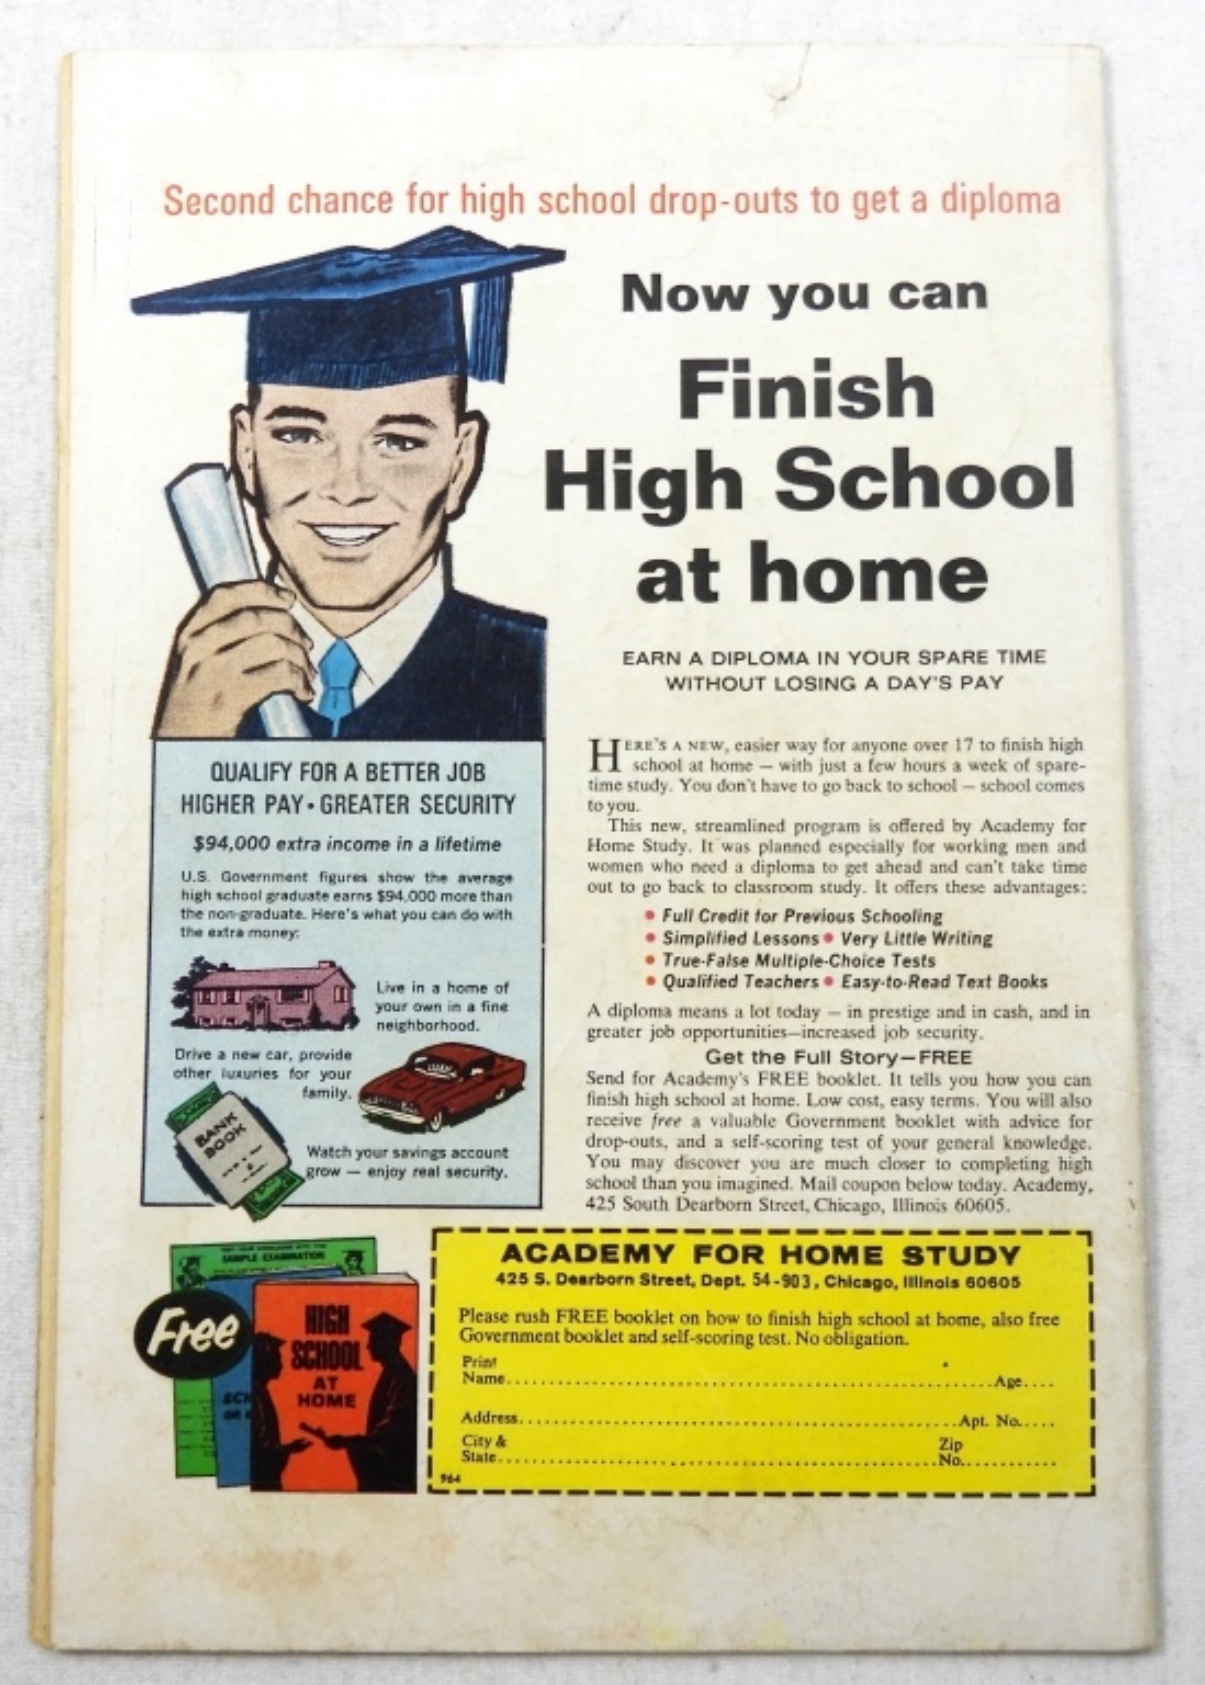 Second chance for high school drop-outs to get a diploma
Now you can
Finish
High School
at home
EARN A DIPLOMA IN YOUR SPARE TIME
WITHOUT LOSING A DAY'S PAY
QUALIFY FOR A BETTER JOB
HIGHER PAY • GREATER SECURITY
$94,000 extra income in a lifetime
U.S. Government figures show the average
high school graduate earns $94,000 more than
the non-graduate. Here's what you can do with
the extra money:
Live in a home of
your own in a fine
neighborhood.
Drive a new car, provide
other luxuries for your
family.
BANK
BOOK
Watch your savings account
grow — enjoy real security.
HERE'S A NEW, easier way for anyone over 17 to finish high
school at home — with just a few hours a week of spare-
time study. You don't have to go back to school — school comes
to you.
This new, streamlined program is offered by Academy for
Home Study. It was planned especially for working men and
women who need a diploma to get ahead and can't take time
out to go back to classroom study. It offers these advantages:
• Full Credit for Previous Schooling
• Simplified Lessons • Very Little Writing
• True-False Multiple-Choice Tests
• Qualified Teachers • Easy-to-Read Text Books
A diploma means a lot today — in prestige and in cash, and in
greater job opportunities—increased job security.
Get the Full Story—FREE
Send for Academy's FREE booklet. It tells you how you can
finish high school at home. Low cost, easy terms. You will also
receive free a valuable Government booklet with advice for
drop-outs, and a self-scoring test of your general knowledge.
You may discover you are much closer to completing high
school than you imagined. Mail coupon below today. Academy,
425 South Dearborn Street, Chicago, Illinois 60605.
SAMPLE EXAMINATION
Free
HIGH
SCHOOL
AT
HOME
ACADEMY FOR HOME STUDY
425 S. Dearborn Street, Dept. 54-903, Chicago, Illinois 60605
Please rush FREE booklet on how to finish high school at home, also free
Government booklet and self-scoring test. No obligation.
Print
Name Age
Address Apt. No.
City & Zip
State No.
964